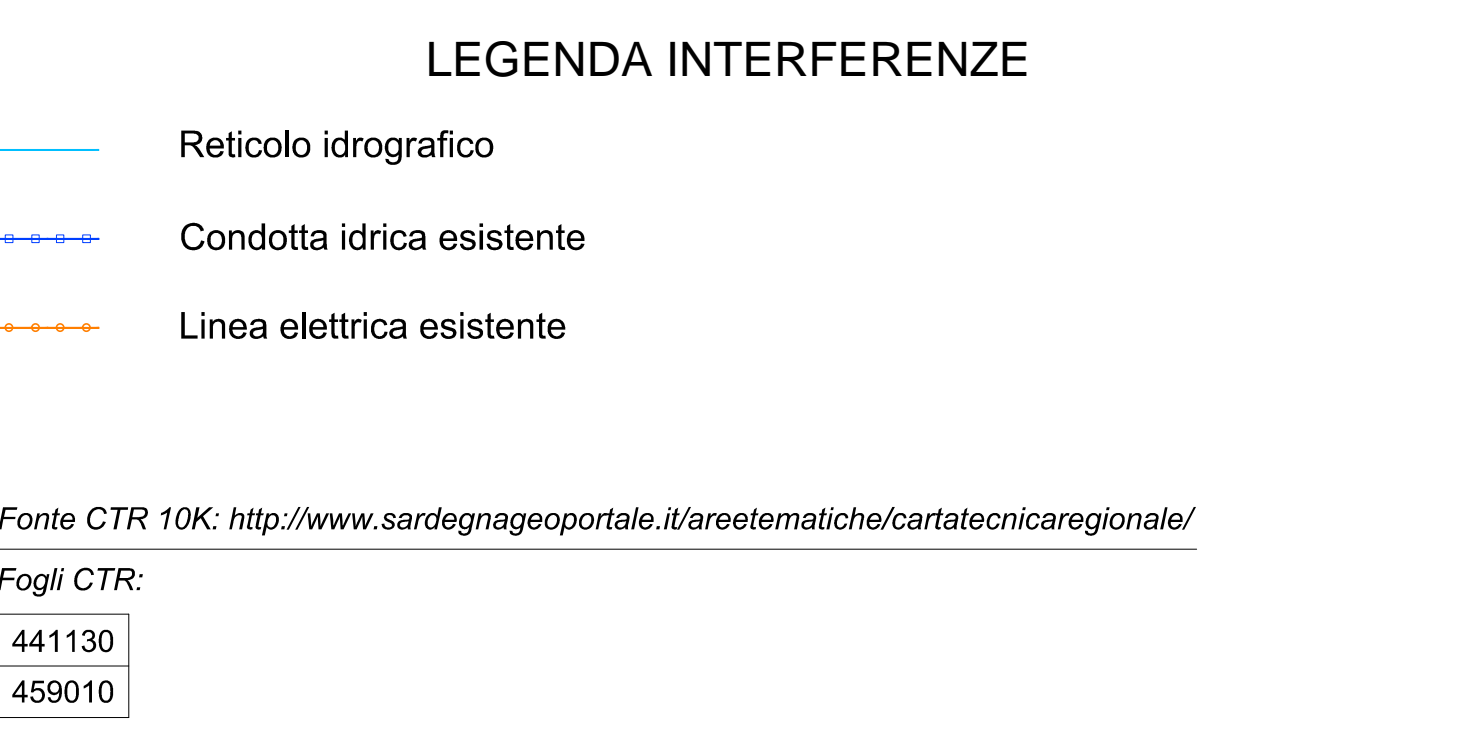 LEGENDA INTERFERENZE
Reticolo idrografico
Condotta idrica esistente
Linea elettrica esistente
Fonte CTR 10K: http://www.sardegnageoportale.it/areetematiche/cartatecnicaregionale/
Fogli CTR:
441130
459010